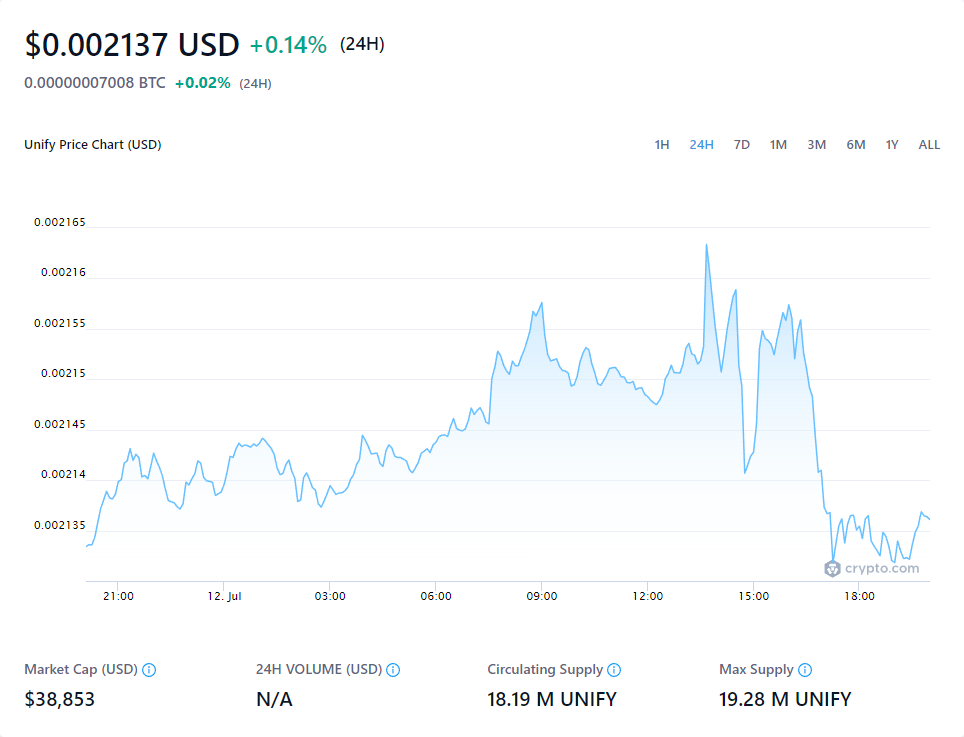 $0.002137 USD +0.14% (24H)
0.00000007008 BTC +0.02% (24H)
Unify Price Chart (USD) 1H 24H 7D 1M 3M 6M 1Y ALL
0.002165
0.00216
0.002155
0.00215
0.002145
0.00214
0.002135
crypto.com
21:00 12. Jul 03:00 06:00 09:00 12:00 15:00 18:00
Market Cap (USD) 24H VOLUME (USD) Circulating Supply Max Supply
$38,853 N/A 18.19 M UNIFY 19.28 M UNIFY